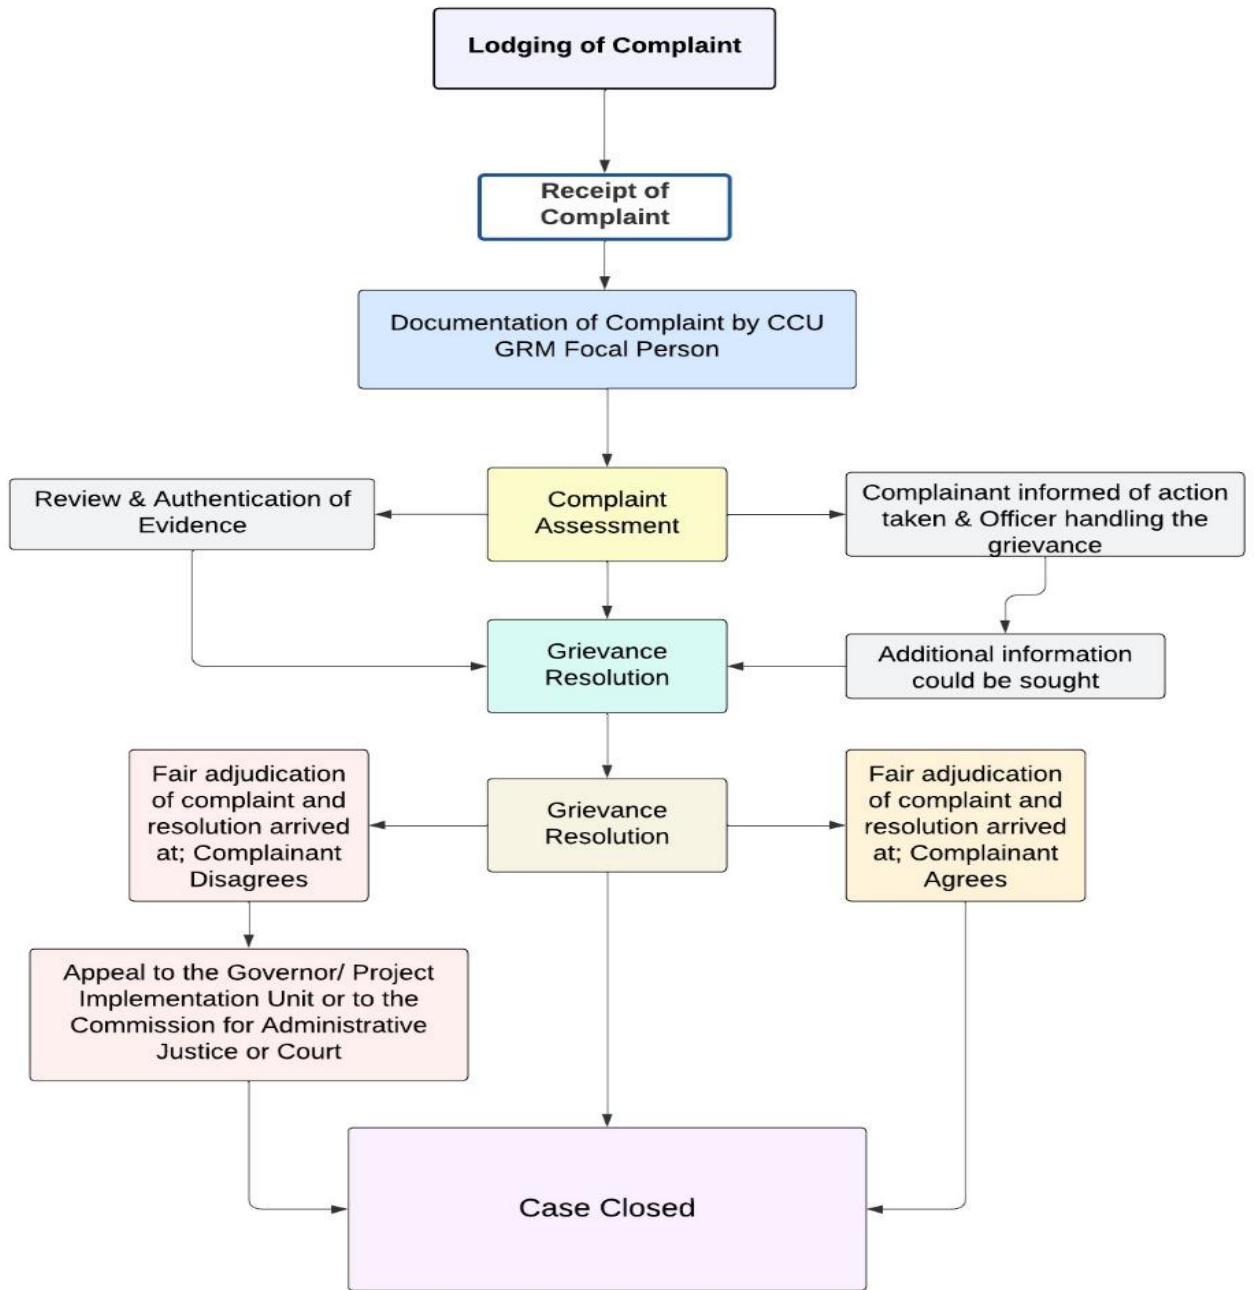 Lodging of Complaint
Receipt of
Complaint
Documentation of Complaint by CCU
GRM Focal Person
Review & Authentication of
Evidence
Complaint
Assessment
Complainant informed of action
taken & Officer handling the
grievance
Grievance
Resolution
Additional information
could be sought
Fair adjudication
of complaint and
resolution arrived
at; Complainant
Disagrees
Grievance
Resolution
Fair adjudication
of complaint and
resolution arrived
at; Complainant
Agrees
Appeal to the Governor/ Project
Implementation Unit or to the
Commission for Administrative
Justice or Court
Case Closed